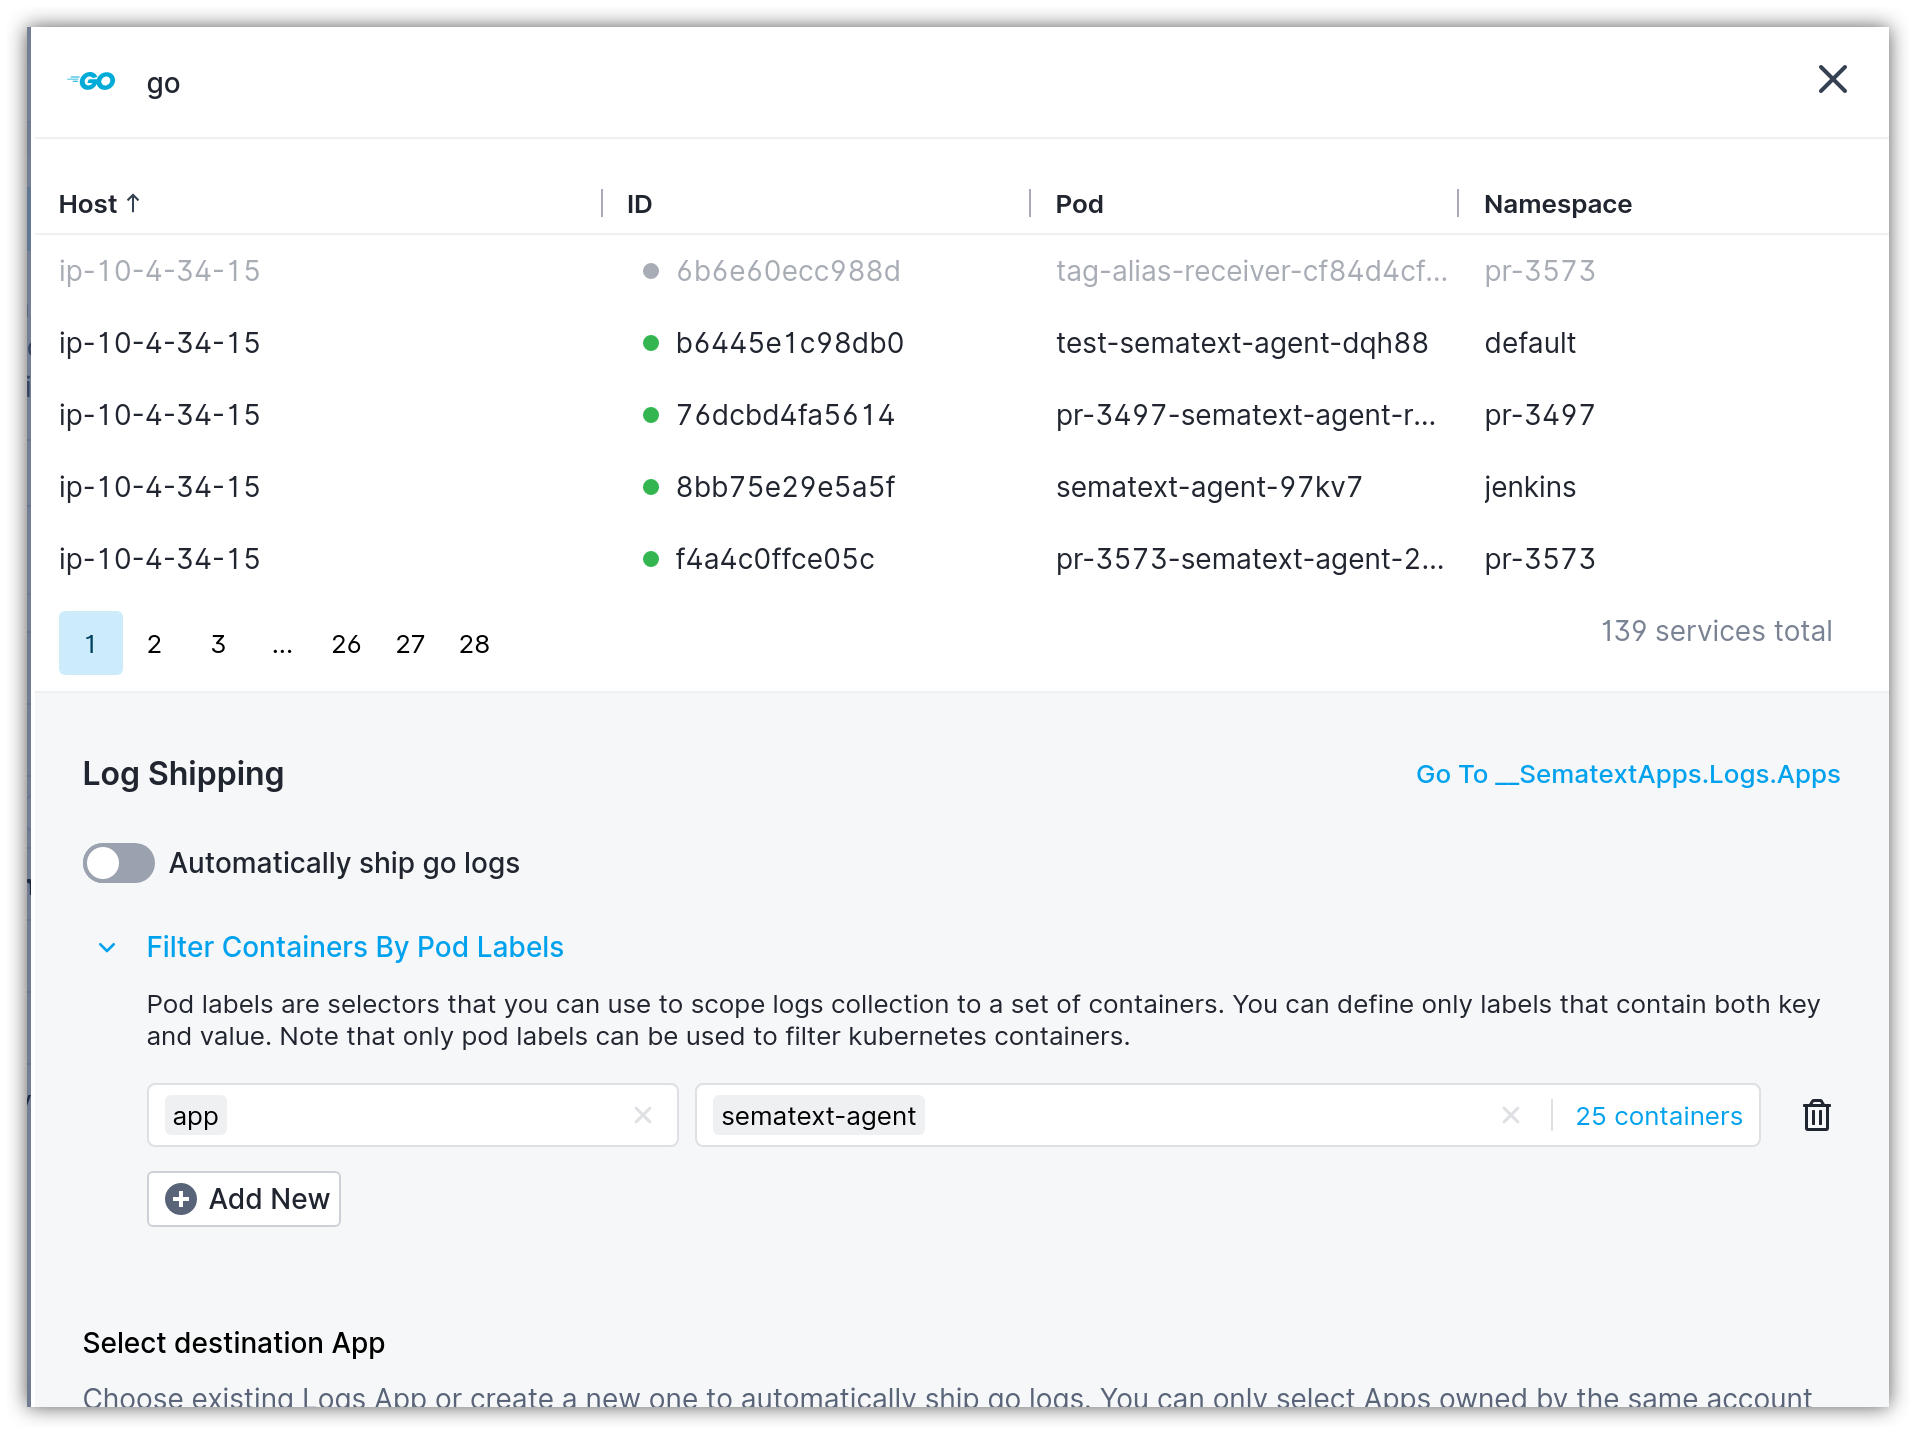 GO go
Host ↑ ID Pod Namespace
ip-10-4-34-15 6b6e60ecc988d tag-alias-receiver-cf84d4cf... pr-3573
ip-10-4-34-15 b6445e1c98db0 test-sematext-agent-dqh88 default
ip-10-4-34-15 76dcbd4fa5614 pr-3497-sematext-agent-r... pr-3497
ip-10-4-34-15 8bb75e29e5a5f sematext-agent-97kv7 jenkins
ip-10-4-34-15 f4a4c0ffce05c pr-3573-sematext-agent-2... pr-3573
1 2 3 ... 26 27 28 139 services total
Log Shipping Go To __SematextApps.Logs.Apps
Automatically ship go logs
Filter Containers By Pod Labels
Pod labels are selectors that you can use to scope logs collection to a set of containers. You can define only labels that contain both key
and value. Note that only pod labels can be used to filter kubernetes containers.
app sematext-agent 25 containers
Add New
Select destination App
Choose existing Logs App or create a new one to automatically ship go logs. You can only select Apps owned by the same account